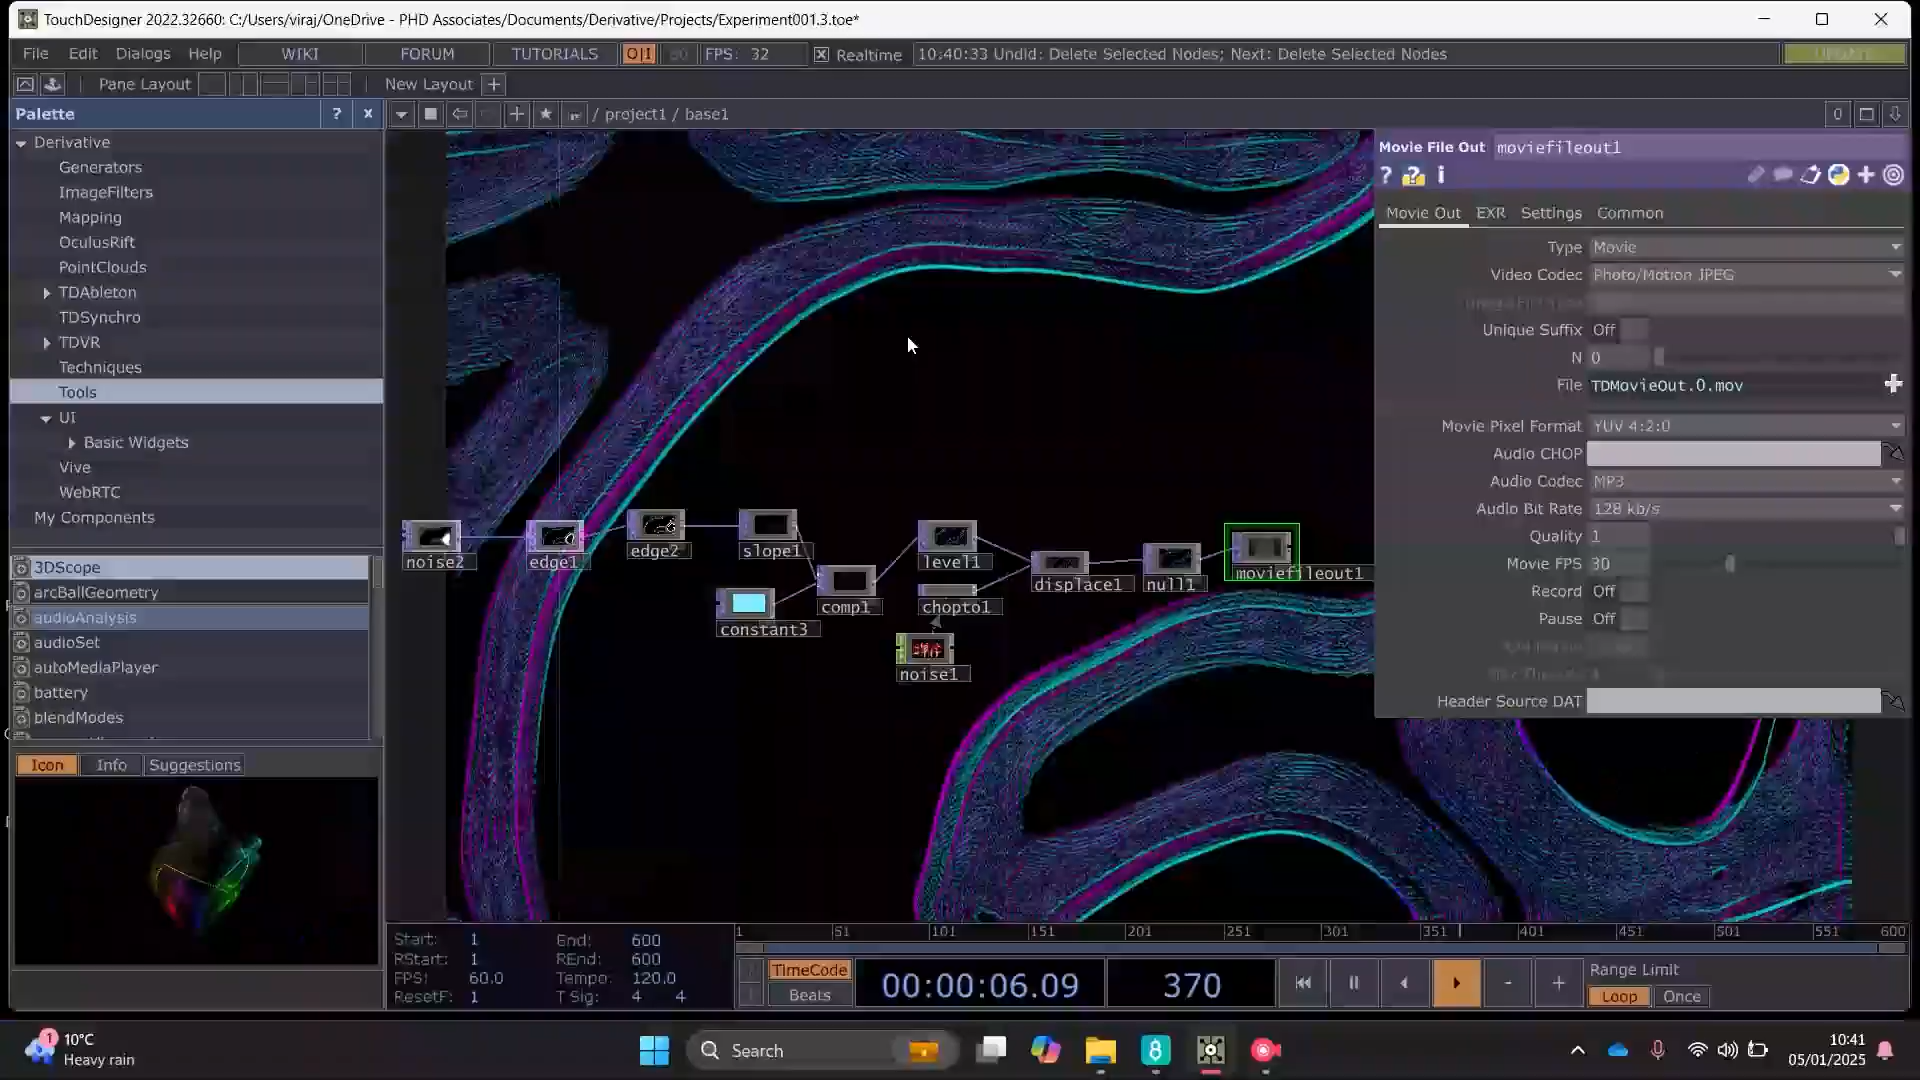 TouchDesigner 2022.32660: C:/Users/viraj/OneDrive - PHD Associates/Documents/Derivative/Projects/Experiment001.3.toe*
File Edit Dialogs Help WIKI FORUM TUTORIALS O|I 60 FPS: 32 Realtime 10:40:33 Undid: Delete Selected Nodes; Next: Delete Selected Nodes UPDATE
Pane Layout New Layout +
Palette ? x
/ project1 / base1 0
Derivative
Generators
ImageFilters
Mapping
OculusRift
PointClouds
TDAbleton
TDSynchro
TDVR
Techniques
Tools
UI
Basic Widgets
Vive
WebRTC
My Components
3DScope
arcBallGeometry
audioAnalysis
audioSet
autoMediaPlayer
battery
blendModes
Icon Info Suggestions
noise2
edge1
edge2
slope1
constant3
comp1
level1
chopto1
noise1
displace1
null1
moviefileout1
Movie File Out moviefileout1
? ? i
Movie Out EXR Settings Common
Type Movie
Video Codec Photo/Motion JPEG
Unique Suffix Off
N 0
File TDMovieOut.0.mov
Movie Pixel Format YUV 4:2:0
Audio CHOP
Audio Codec MP3
Audio Bit Rate 128 kb/s
Quality 1
Movie FPS 30
Record Off
Pause Off
Header Source DAT
Start: 1 End: 600
RStart: 1 REnd: 600
FPS: 60.0 Tempo: 120.0
ResetF: 1 T Sig: 4 4
1 51 101 151 201 251 301 351 401 451 501 551 600
TimeCode
Beats
00:00:06.09 370
- +
Range Limit
Loop Once
1 10°C
Heavy rain
Search
10:41
05/01/2025